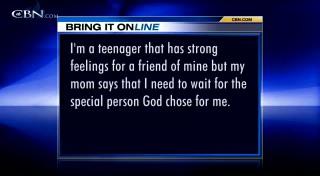 CBN.com
BRING IT ONLINE
CBN.COM
I'm a teenager that has strong
feelings for a friend of mine but my
mom says that I need to wait for the
special person God chose for me.